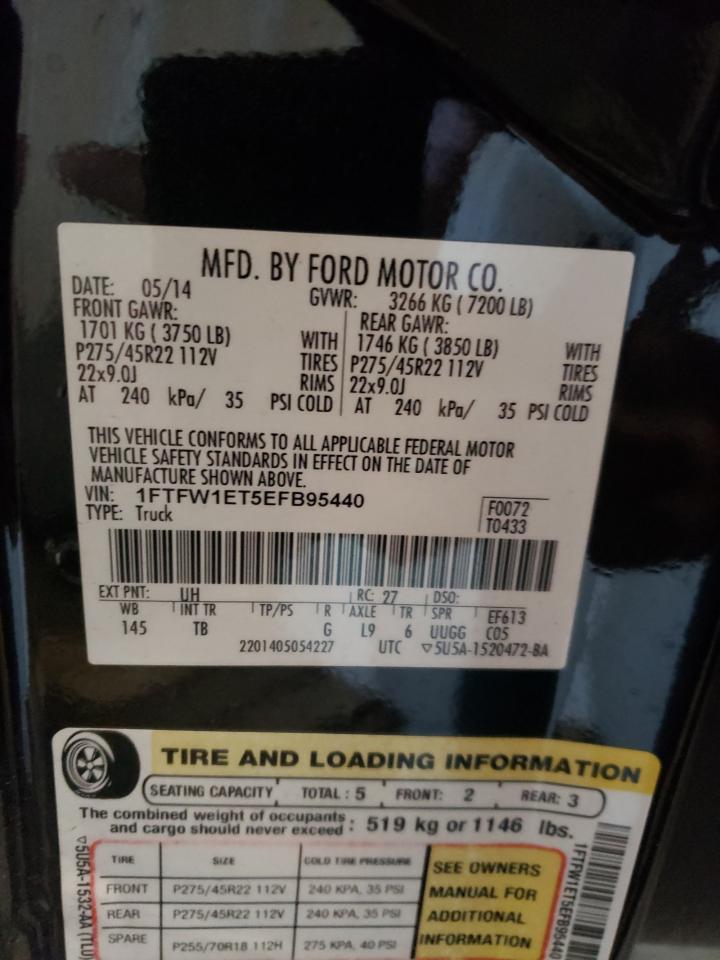 MFD. BY FORD MOTOR CO.
DATE: 05/14 GVWR: 3266 KG ( 7200 LB)
FRONT GAWR: REAR GAWR:
1701 KG ( 3750 LB) WITH 1746 KG ( 3850 LB) WITH
P275/45R22 112V TIRES P275/45R22 112V TIRES
22x9.0J RIMS 22x9.0J RIMS
AT 240 kPa/ 35 PSI COLD AT 240 kPa/ 35 PSI COLD
THIS VEHICLE CONFORMS TO ALL APPLICABLE FEDERAL MOTOR
VEHICLE SAFETY STANDARDS IN EFFECT ON THE DATE OF
MANUFACTURE SHOWN ABOVE.
VIN: 1FTFW1ET5EFB95440 F0072
TYPE: Truck T0433
EXT PNT: UH RC: 27 DSO:
WB INT TR TP/PS R AXLE TR SPR EF613
145 TB G L9 6 UUGG C05
2201405054227 UTC ▽5U5A-1520472-BA
TIRE AND LOADING INFORMATION
SEATING CAPACITY TOTAL : 5 FRONT: 2 REAR: 3
The combined weight of occupants
and cargo should never exceed : 519 kg or 1146 lbs.
TIRE SIZE COLD TIRE PRESSURE SEE OWNERS
FRONT P275/45R22 112V 240 KPA, 35 PSI MANUAL FOR
REAR P275/45R22 112V 240 KPA, 35 PSI ADDITIONAL
SPARE P255/70R18 112H 275 KPA, 40 PSI INFORMATION
▽5U5A-1532-AA (TLU
1FTFW1ET5EFB95440